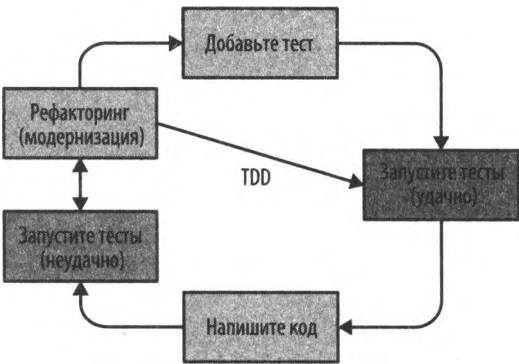 Добавьте тест
Рефакторинг
(модернизация)
TDD
Запустите тесты
(удачно)
Запустите тесты
(неудачно)
Напишите код